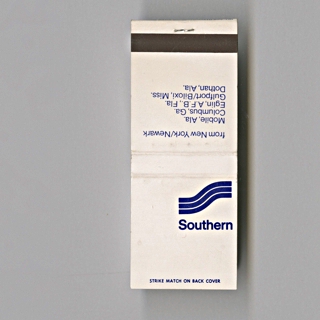 from New York/Newark
Mobile, Ala.
Columbus, Ga.
Eglin A.F.B., Fla.
Gulfport/Biloxi, Miss.
Dothan, Ala.
Southern
STRIKE MATCH ON BACK COVER